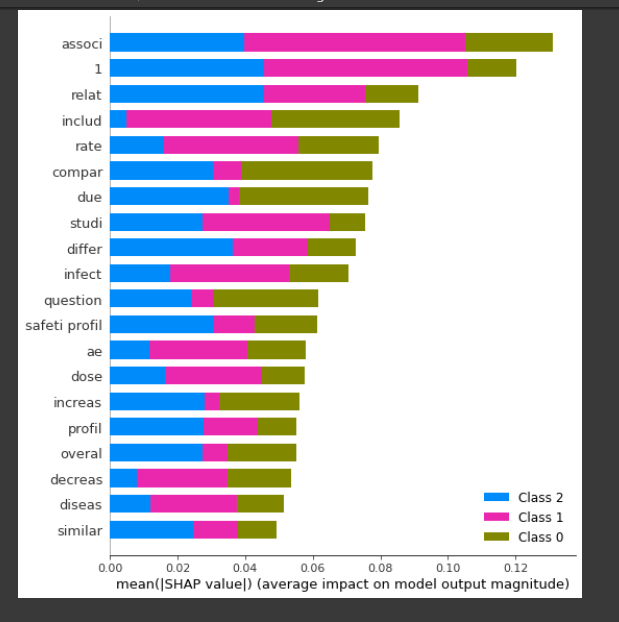 associ
1
relat
includ
rate
compar
due
studi
differ
infect
question
safeti profil
ae
dose
increas
profil
overal
decreas
diseas
similar
Class 2
Class 1
Class 0
0.00 0.02 0.04 0.06 0.08 0.10 0.12
mean(|SHAP value|) (average impact on model output magnitude)